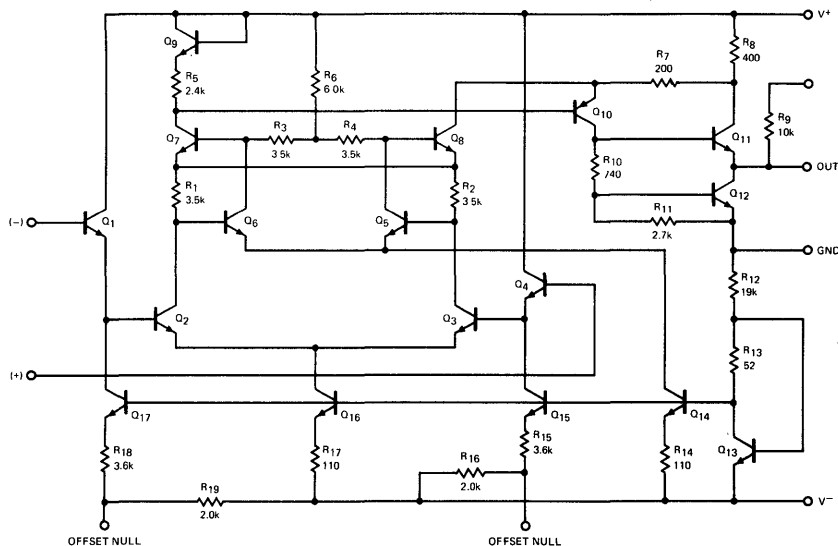 V+
Q9
R5
2.4k
R6
6.0k
R7
200
R8
400
Q7
R3
3.5k
R4
3.5k
Q8
Q10
Q11
R9
10k
R1
3.5k
R2
3.5k
R10
740
OUT
Q12
(-)
Q1
Q6
Q5
R11
2.7k
GND
Q2
Q3
Q4
R12
19k
(+)
R13
52
Q17
Q16
Q15
Q14
R18
3.6k
R17
110
R16
2.0k
R15
3.6k
R14
110
Q13
R19
2.0k
V-
OFFSET NULL
OFFSET NULL